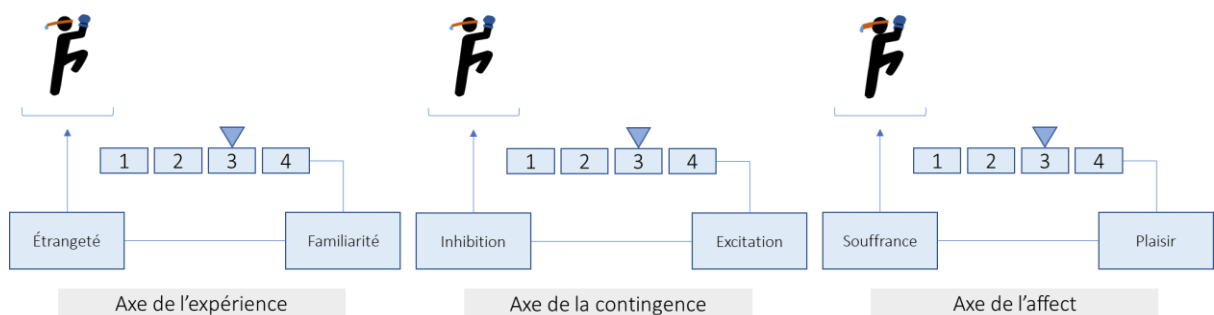 1 2 3 4
1 2 3 4
1 2 3 4
Étrangeté Familiarité
Inhibition Excitation
Souffrance Plaisir
Axe de l’expérience
Axe de la contingence
Axe de l’affect